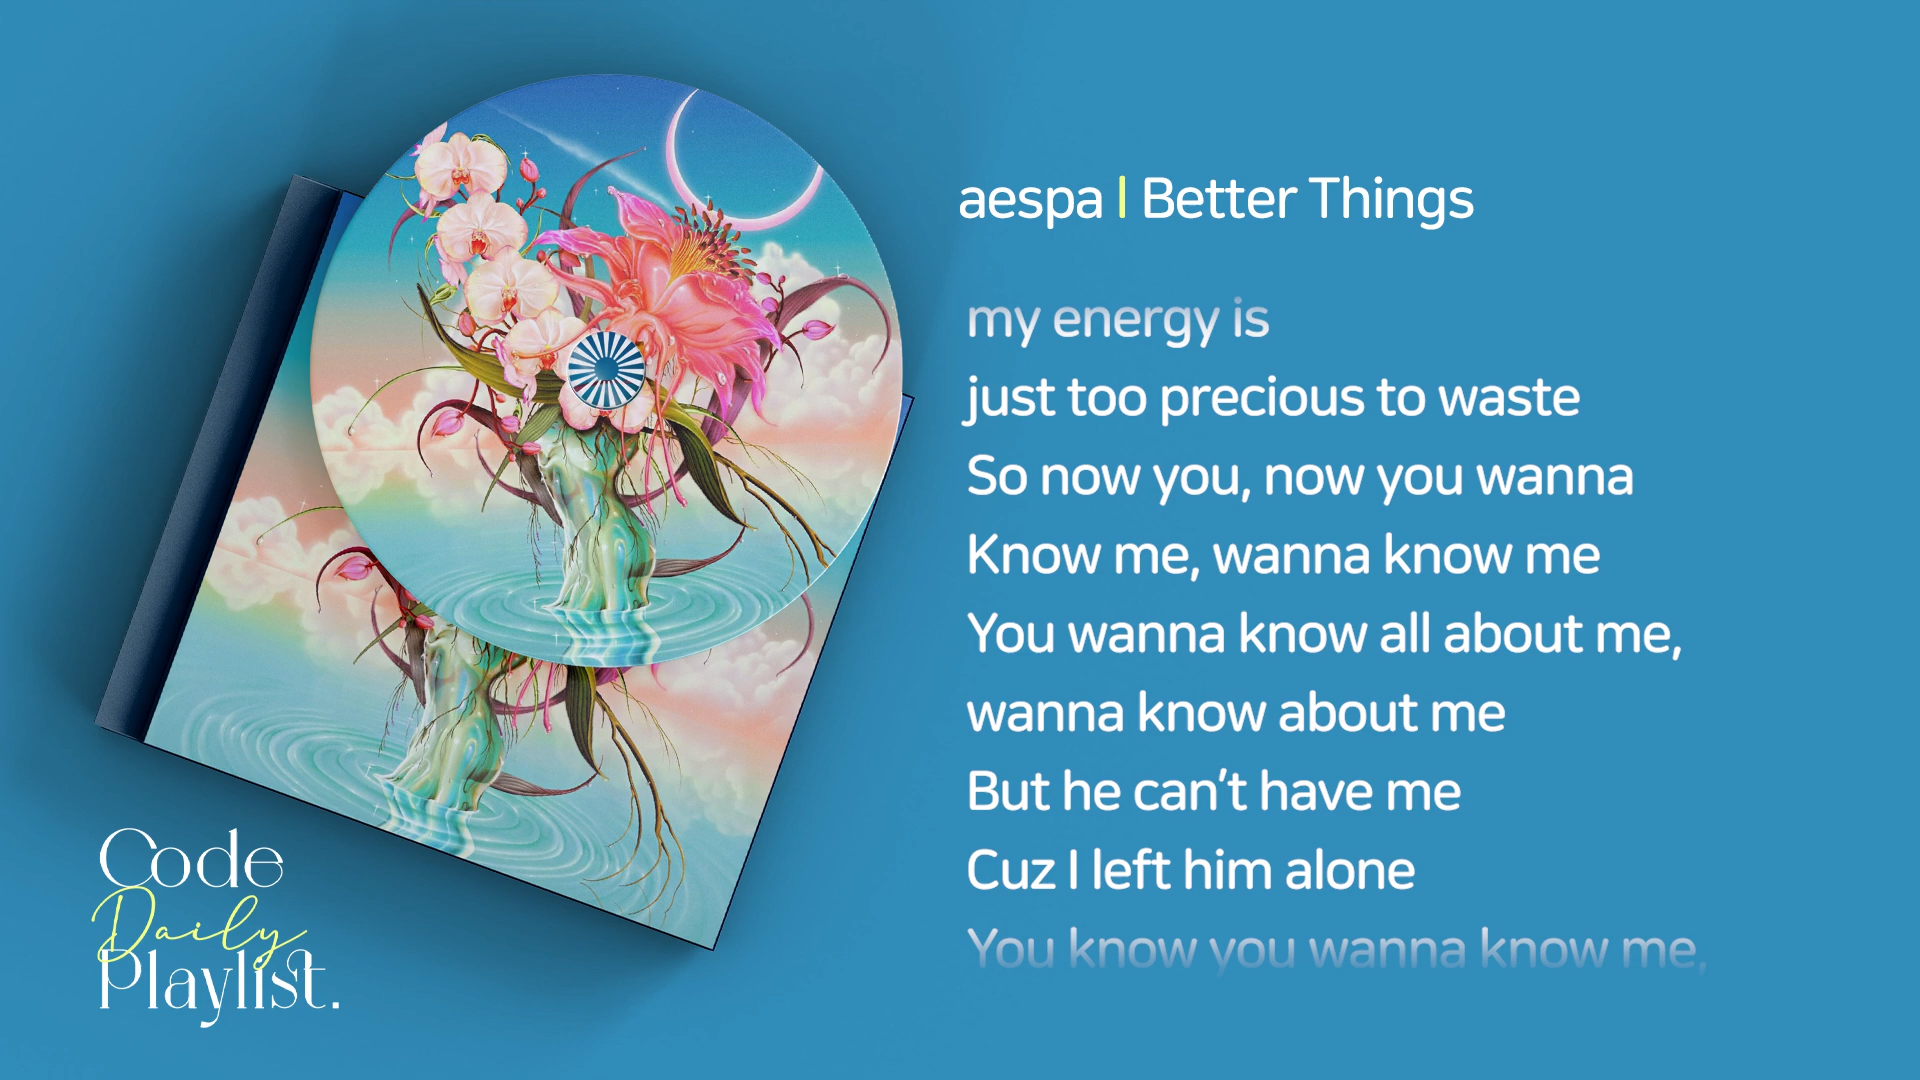 aespa | Better Things
my energy is
just too precious to waste
So now you, now you wanna
Know me, wanna know me
You wanna know all about me,
wanna know about me
But he can't have me
Cuz I left him alone
You know you wanna know me,
Code
Daily
Playlist.